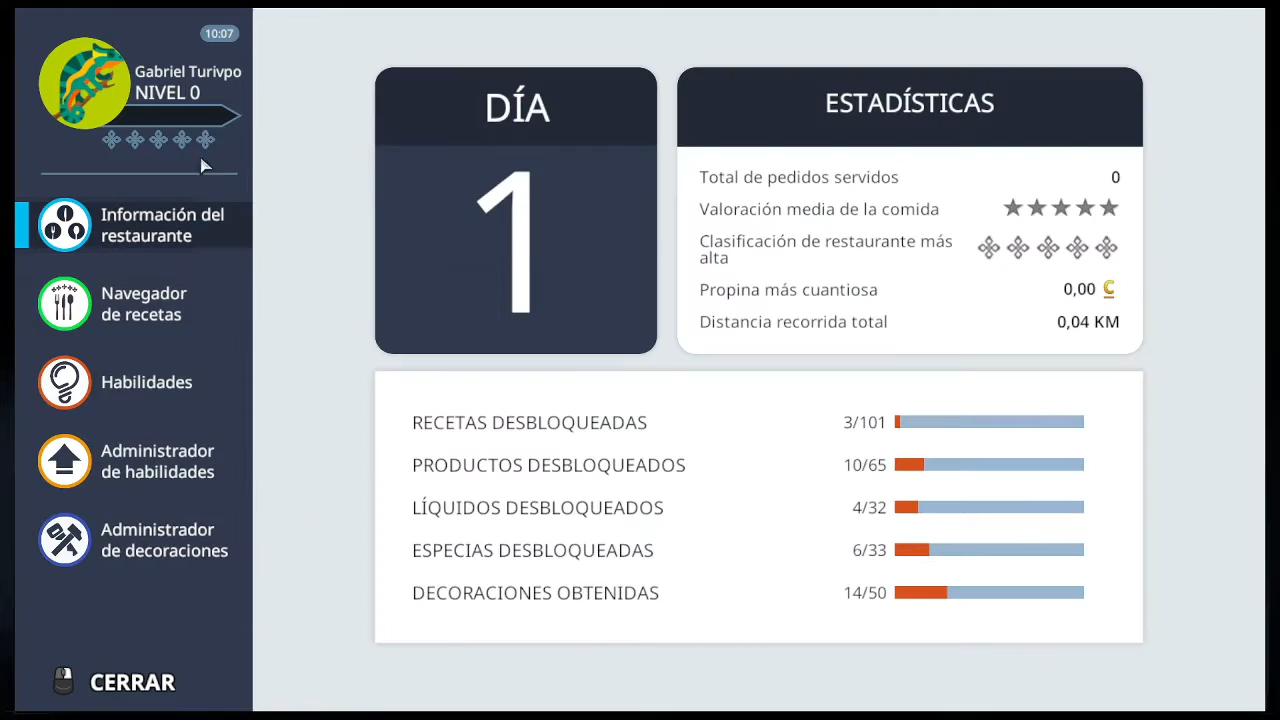 10:07
Gabriel Turivpo
NIVEL 0
Información del
restaurante
Navegador
de recetas
Habilidades
Administrador
de habilidades
Administrador
de decoraciones
CERRAR
DÍA
1
ESTADÍSTICAS
Total de pedidos servidos 0
Valoración media de la comida
Clasificación de restaurante más
alta
Propina más cuantiosa 0,00 C
Distancia recorrida total 0,04 KM
RECETAS DESBLOQUEADAS 3/101
PRODUCTOS DESBLOQUEADOS 10/65
LÍQUIDOS DESBLOQUEADOS 4/32
ESPECIAS DESBLOQUEADAS 6/33
DECORACIONES OBTENIDAS 14/50